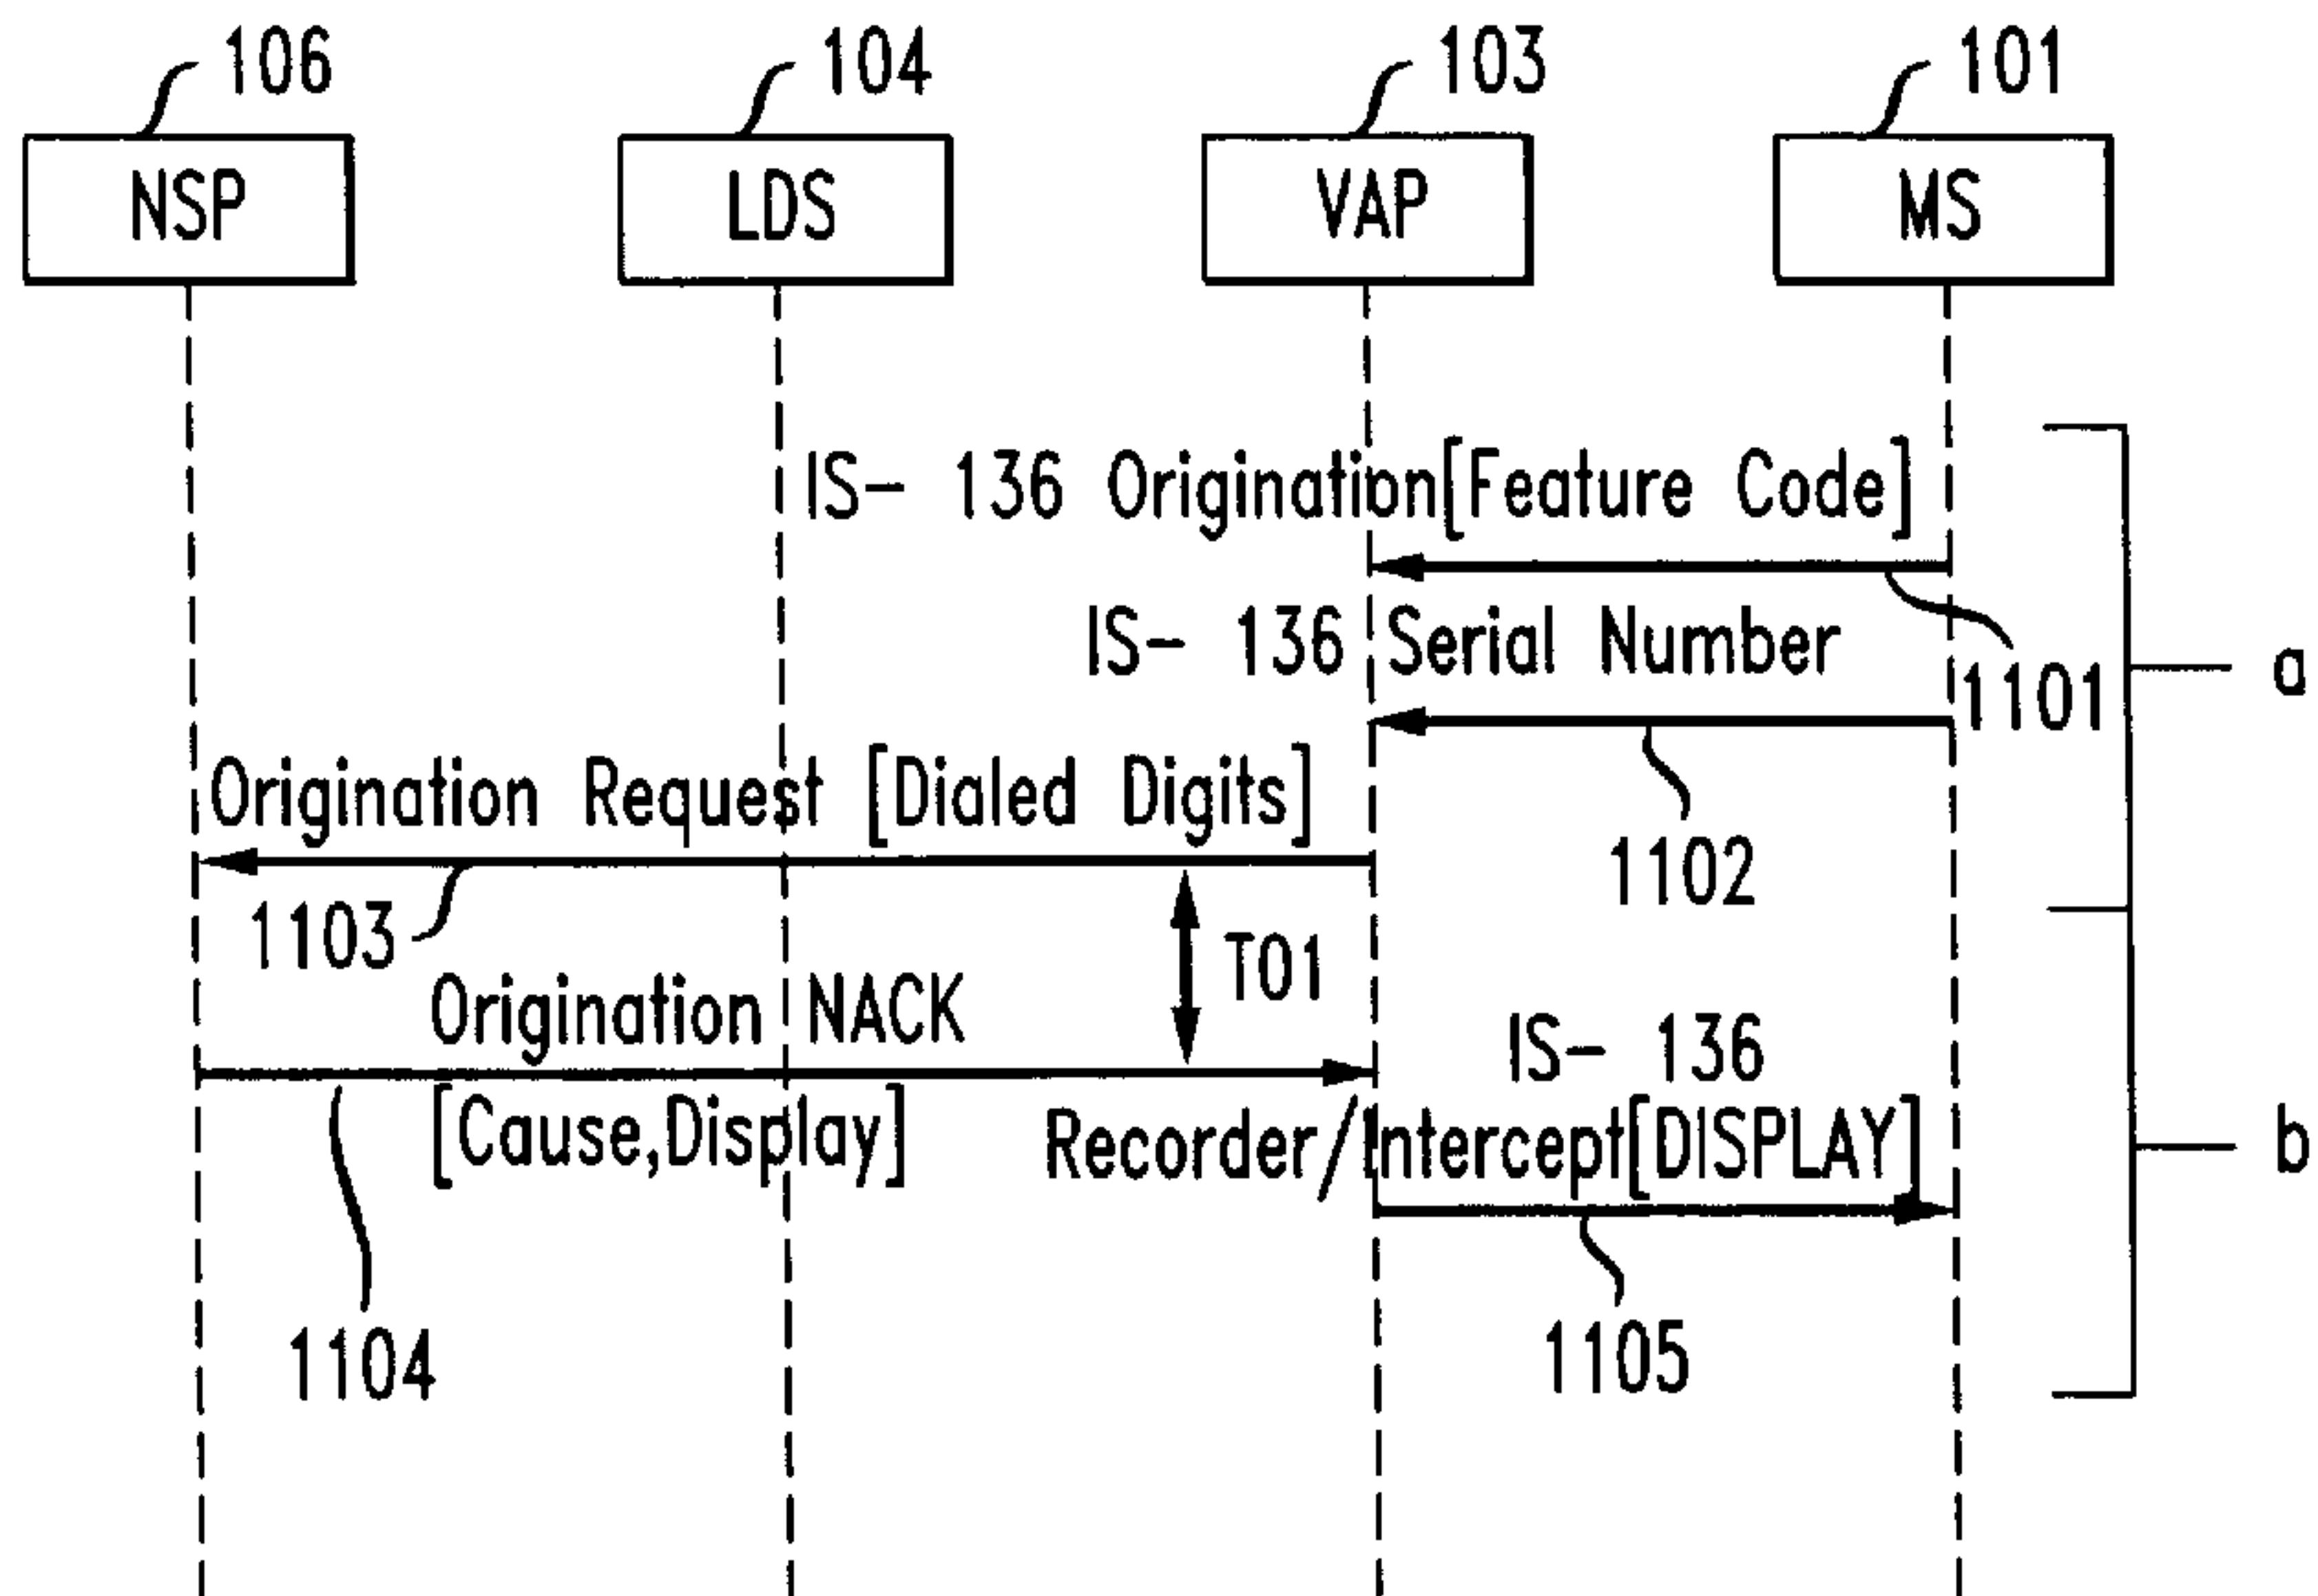 106
104
103
101
NSP
LDS
VAP
MS
IS- 136 Origination[Feature Code]
IS- 136 Serial Number
1101
a
Origination Request [Dialed Digits]
1102
1103
T01
Origination NACK
[Cause,Display]
IS- 136
Recorder/Intercept[DISPLAY]
b
1104
1105